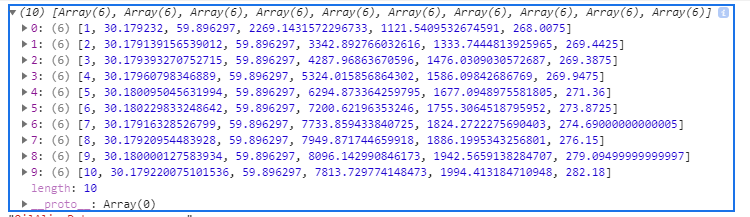 (10) [Array(6), Array(6), Array(6), Array(6), Array(6), Array(6), Array(6), Array(6), Array(6), Array(6)] i
0: (6) [1, 30.179232, 59.896297, 2269.1431572296733, 1121.5409532674591, 268.0075]
1: (6) [2, 30.179139156539012, 59.896297, 3342.892766032616, 1333.7444813925965, 269.4425]
2: (6) [3, 30.179393270752715, 59.896297, 4287.96863670596, 1476.0309030572687, 269.3875]
3: (6) [4, 30.17960798346889, 59.896297, 5324.015856864302, 1586.09842686769, 269.9475]
4: (6) [5, 30.180095045631994, 59.896297, 6294.873364259795, 1677.0948975581805, 271.36]
5: (6) [6, 30.180229833248642, 59.896297, 7200.62196353246, 1755.3064518795952, 273.8725]
6: (6) [7, 30.17916328526799, 59.896297, 7733.859433840725, 1824.2722275690403, 274.69000000000005]
7: (6) [8, 30.17920954483928, 59.896297, 7949.871744659918, 1886.1995343256801, 276.15]
8: (6) [9, 30.180000127583934, 59.896297, 8096.142990846173, 1942.5659138284707, 279.09499999999997]
9: (6) [10, 30.179220075101536, 59.896297, 7813.729774148473, 1994.413184710948, 282.18]
length: 10
__proto__: Array(0)